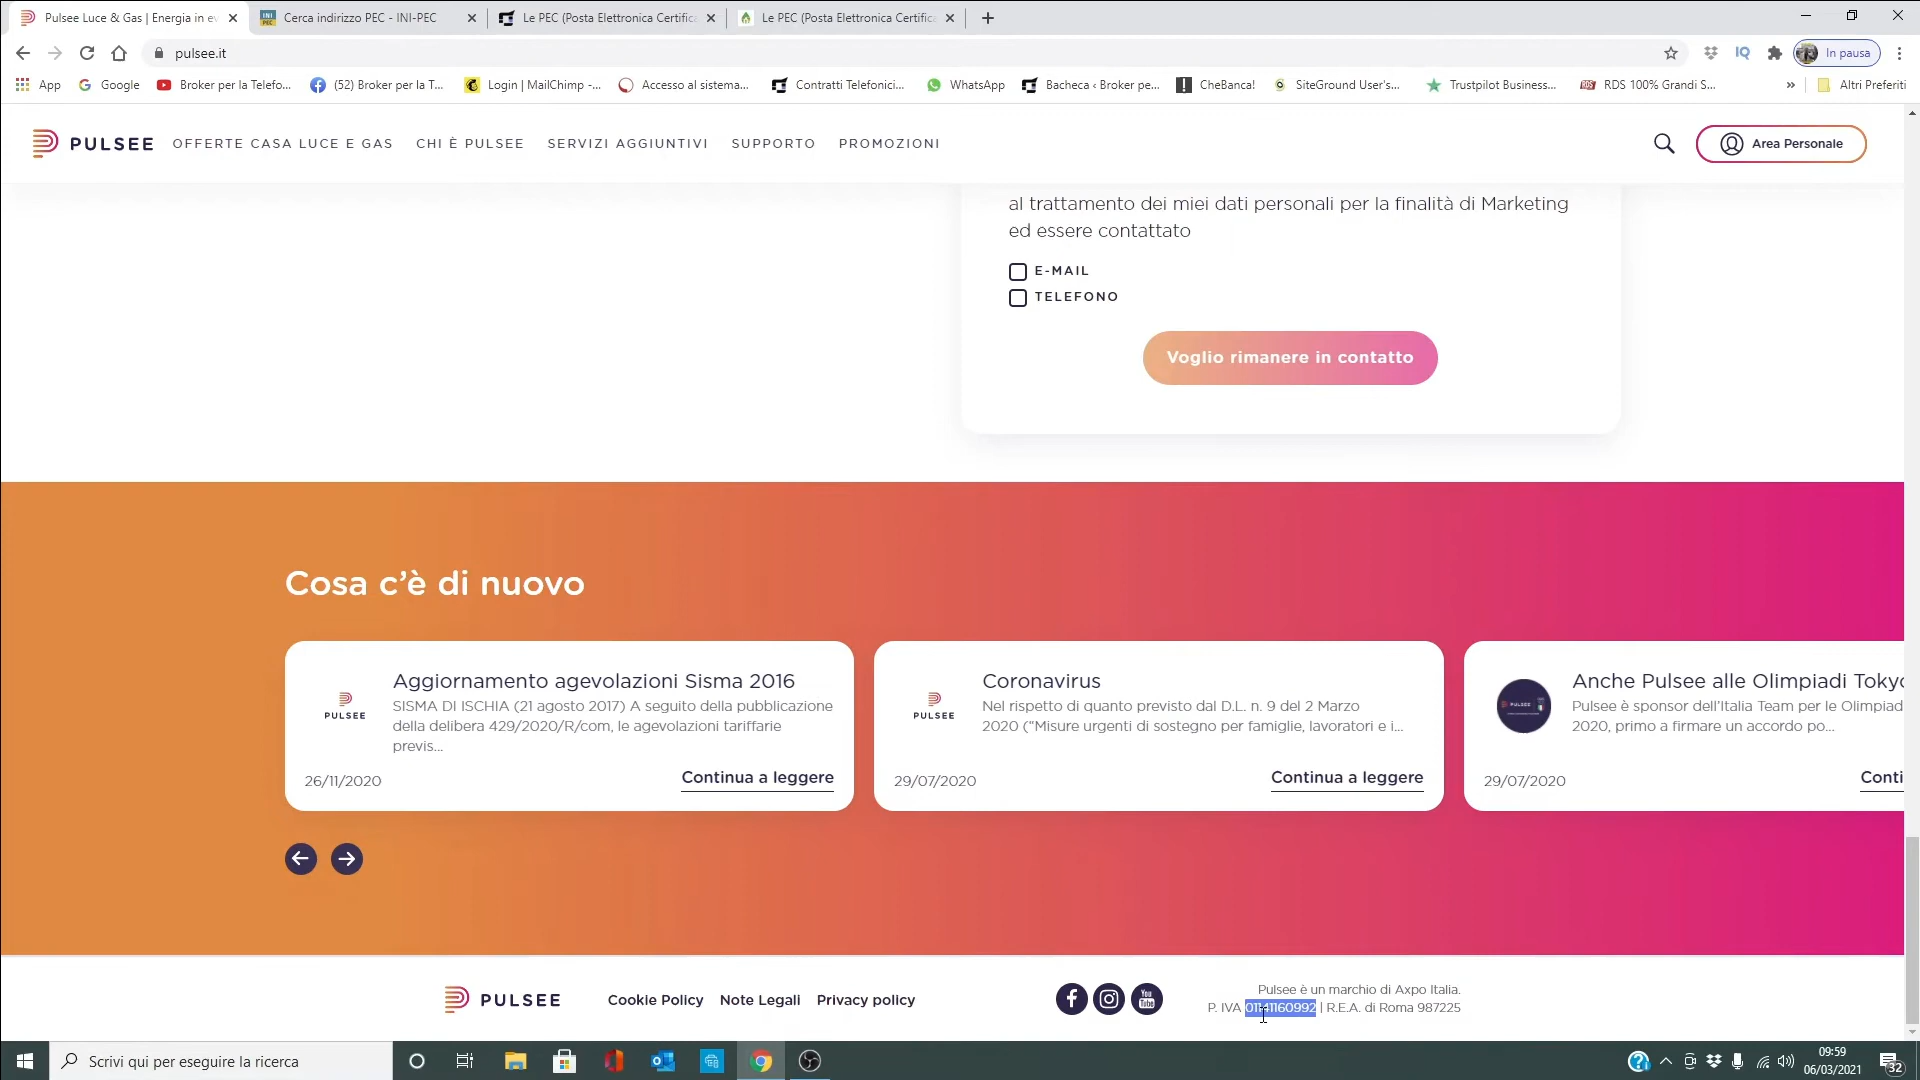 Pulsee Luce & Gas | Energia in ev
Cerca indirizzo PEC - INI-PEC
Le PEC (Posta Elettronica Certific
Le PEC (Posta Elettronica Certific
pulsee.it
IQ
In pausa
App
Google
Broker per la Telefo...
(52) Broker per la T...
Login | MailChimp -...
Accesso al sistema...
Contratti Telefonici...
WhatsApp
Bacheca ‹ Broker pe...
CheBanca!
SiteGround User's...
Trustpilot Business...
RDS 100% Grandi S...
»
Altri Preferiti
PULSEE
OFFERTE CASA LUCE E GAS
CHI È PULSEE
SERVIZI AGGIUNTIVI
SUPPORTO
PROMOZIONI
Area Personale
al trattamento dei miei dati personali per la finalità di Marketing
ed essere contattato
E-MAIL
TELEFONO
Voglio rimanere in contatto
Cosa c’è di nuovo
PULSEE
Aggiornamento agevolazioni Sisma 2016
SISMA DI ISCHIA (21 agosto 2017) A seguito della pubblicazione
della delibera 429/2020/R/com, le agevolazioni tariffarie
previs...
26/11/2020
Continua a leggere
PULSEE
Coronavirus
Nel rispetto di quanto previsto dal D.L. n. 9 del 2 Marzo
2020 (“Misure urgenti di sostegno per famiglie, lavoratori e i...
29/07/2020
Continua a leggere
PULSEE
Anche Pulsee alle Olimpiadi Tokyo
Pulsee è sponsor dell’Italia Team per le Olimpiad
2020, primo a firmare un accordo po...
29/07/2020
Conti
PULSEE
Cookie Policy
Note Legali
Privacy policy
You Tube
Pulsee è un marchio di Axpo Italia.
P. IVA 01141160992 | R.E.A. di Roma 987225
Scrivi qui per eseguire la ricerca
09:59
06/03/2021
32